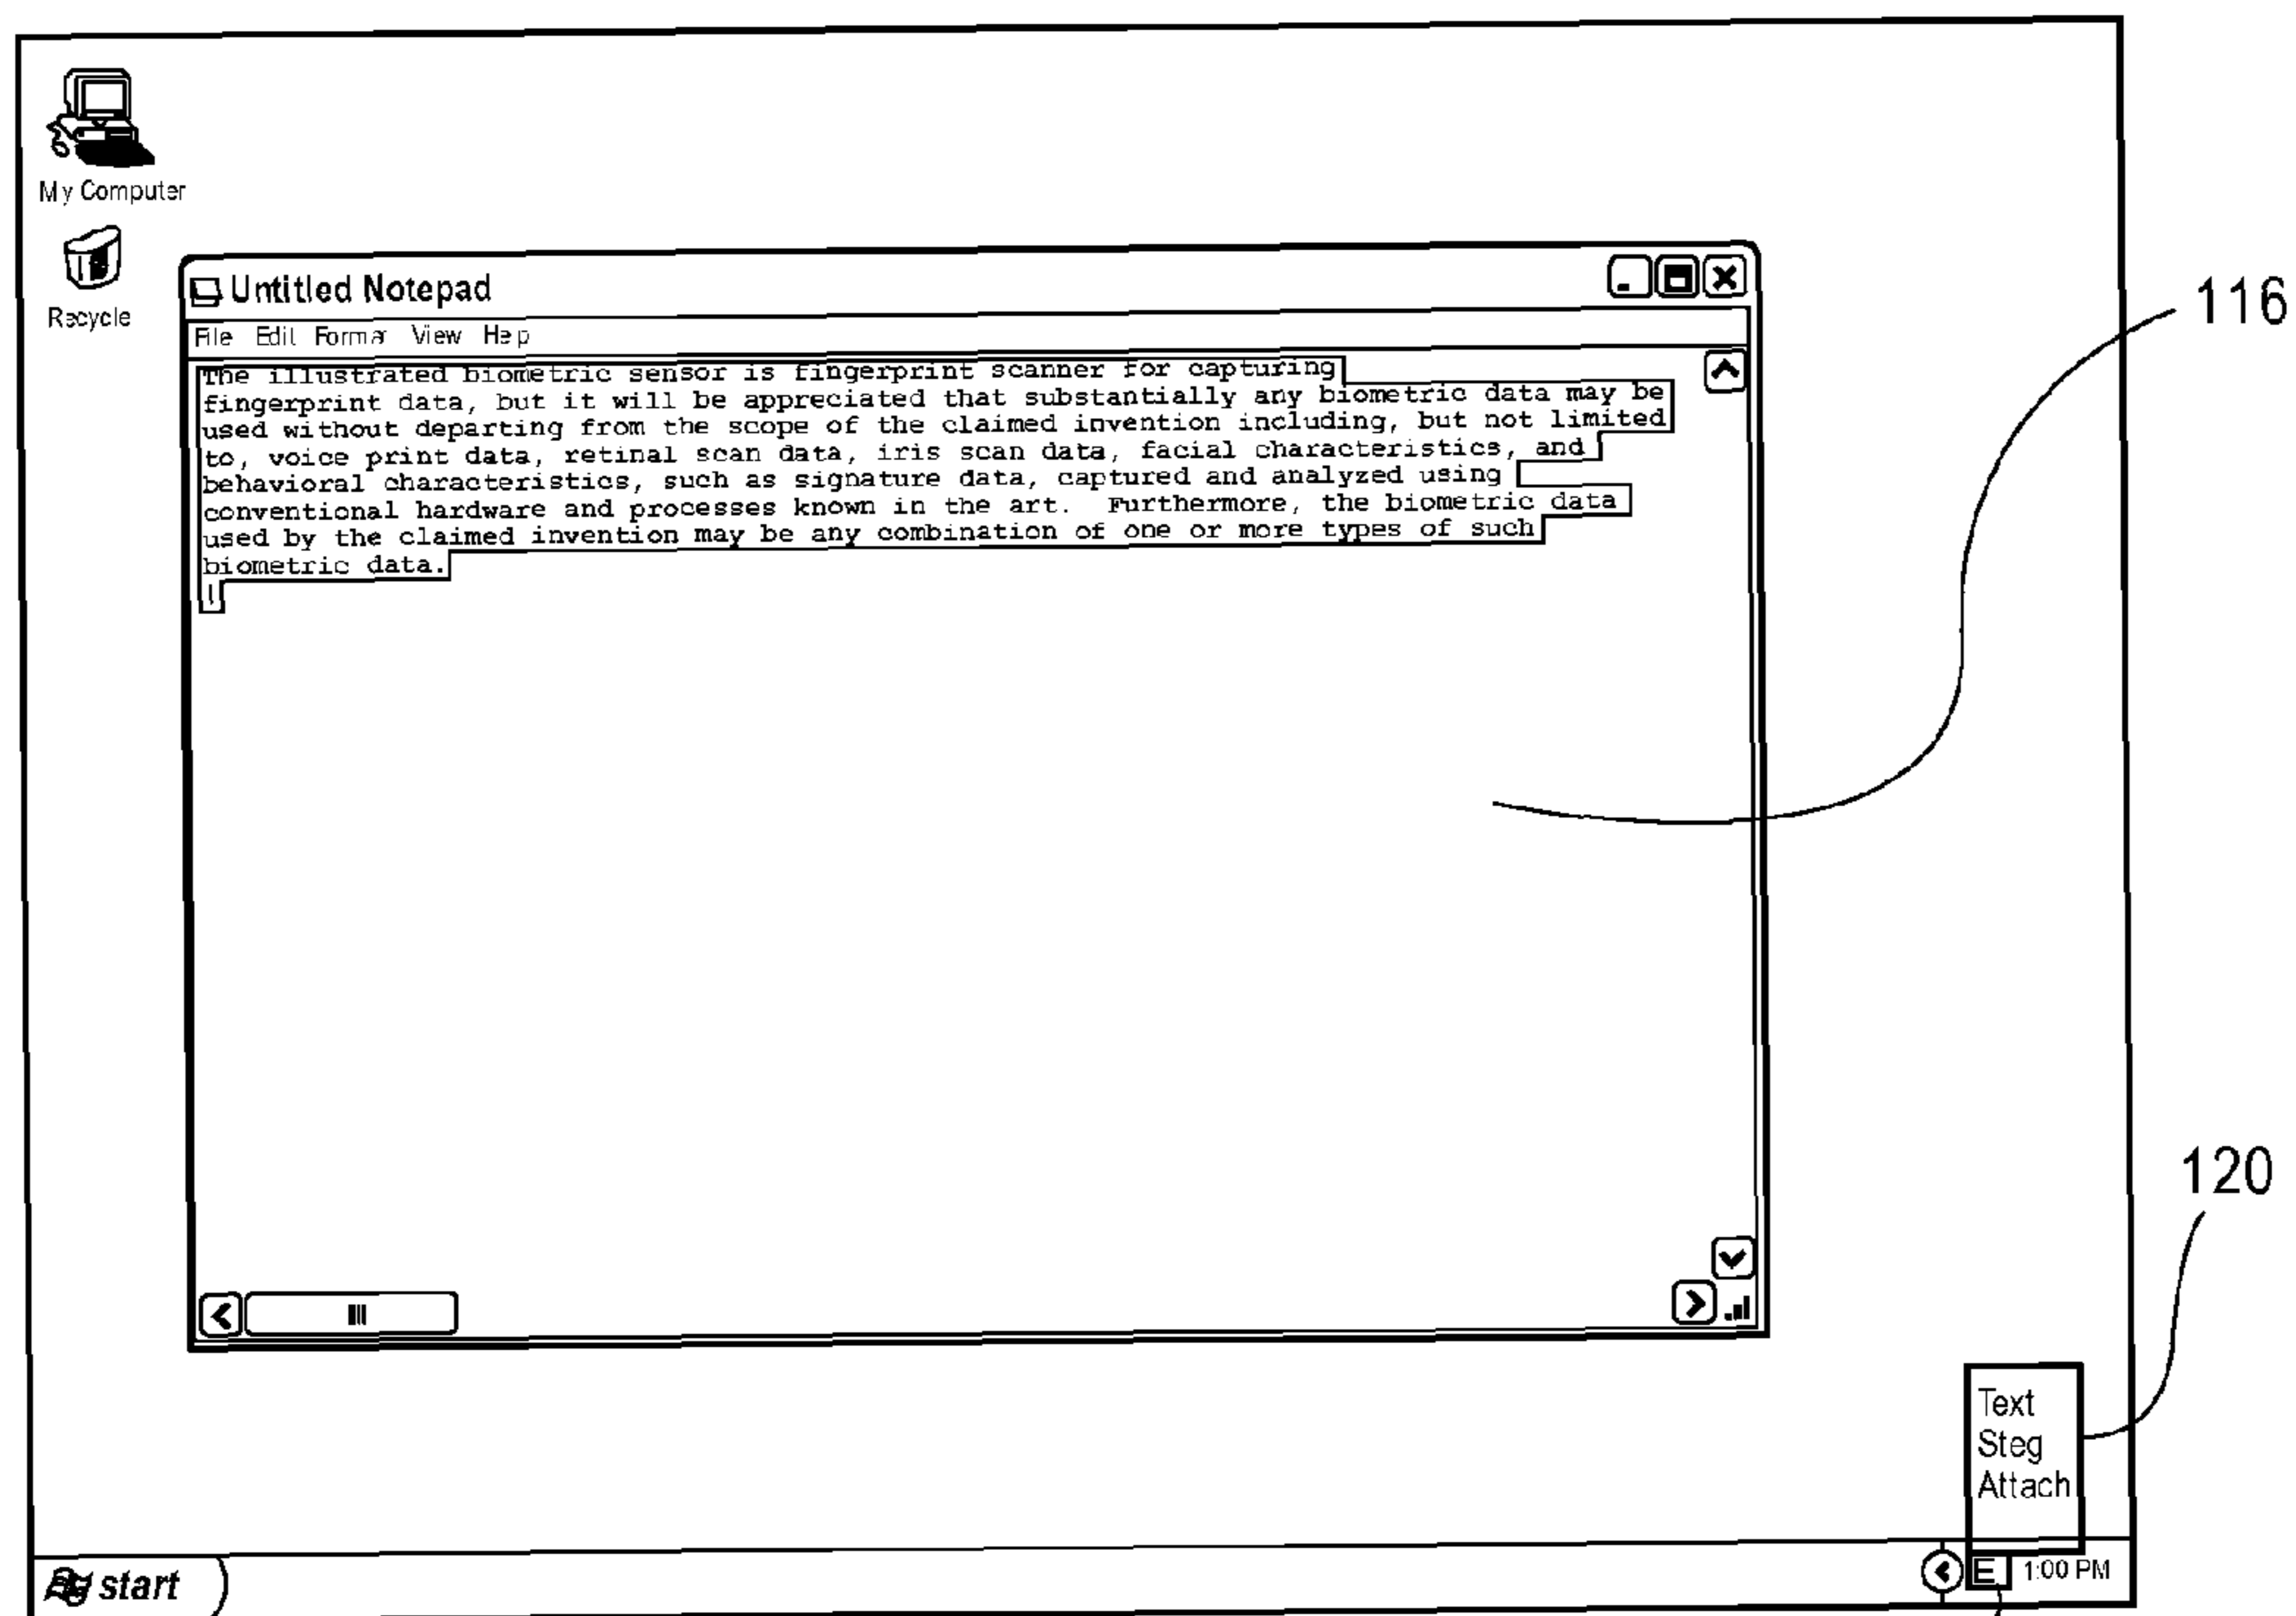 My Computer
Recycle
Untitled Notepad
File Edit Format View Help
The illustrated biometric sensor is fingerprint scanner for capturing
fingerprint data, but it will be appreciated that substantially any biometric data may be
used without departing from the scope of the claimed invention including, but not limited
to, voice print data, retinal scan data, iris scan data, facial characteristics, and
behavioral characteristics, such as signature data, captured and analyzed using
conventional hardware and processes known in the art.  Furthermore, the biometric data
used by the claimed invention may be any combination of one or more types of such
biometric data.
116
120
Text
Steg
Attach
start
E 1:00 PM